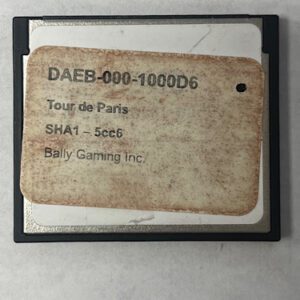 DAEB-000-1000D6
Tour de Paris
SHA1 – 5cc6
Bally Gaming Inc.